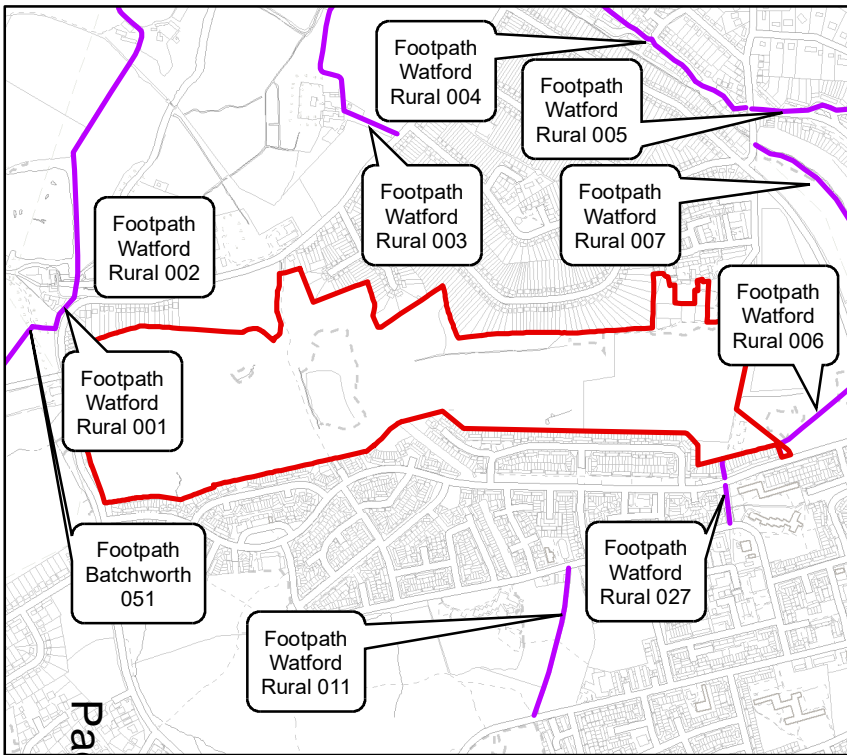 Footpath
Watford
Rural 004
Footpath
Watford
Rural 005
Footpath
Watford
Rural 003
Footpath
Watford
Rural 007
Footpath
Watford
Rural 002
Footpath
Watford
Rural 006
Footpath
Watford
Rural 001
Footpath
Batchworth
051
Footpath
Watford
Rural 027
Footpath
Watford
Rural 011
Pa